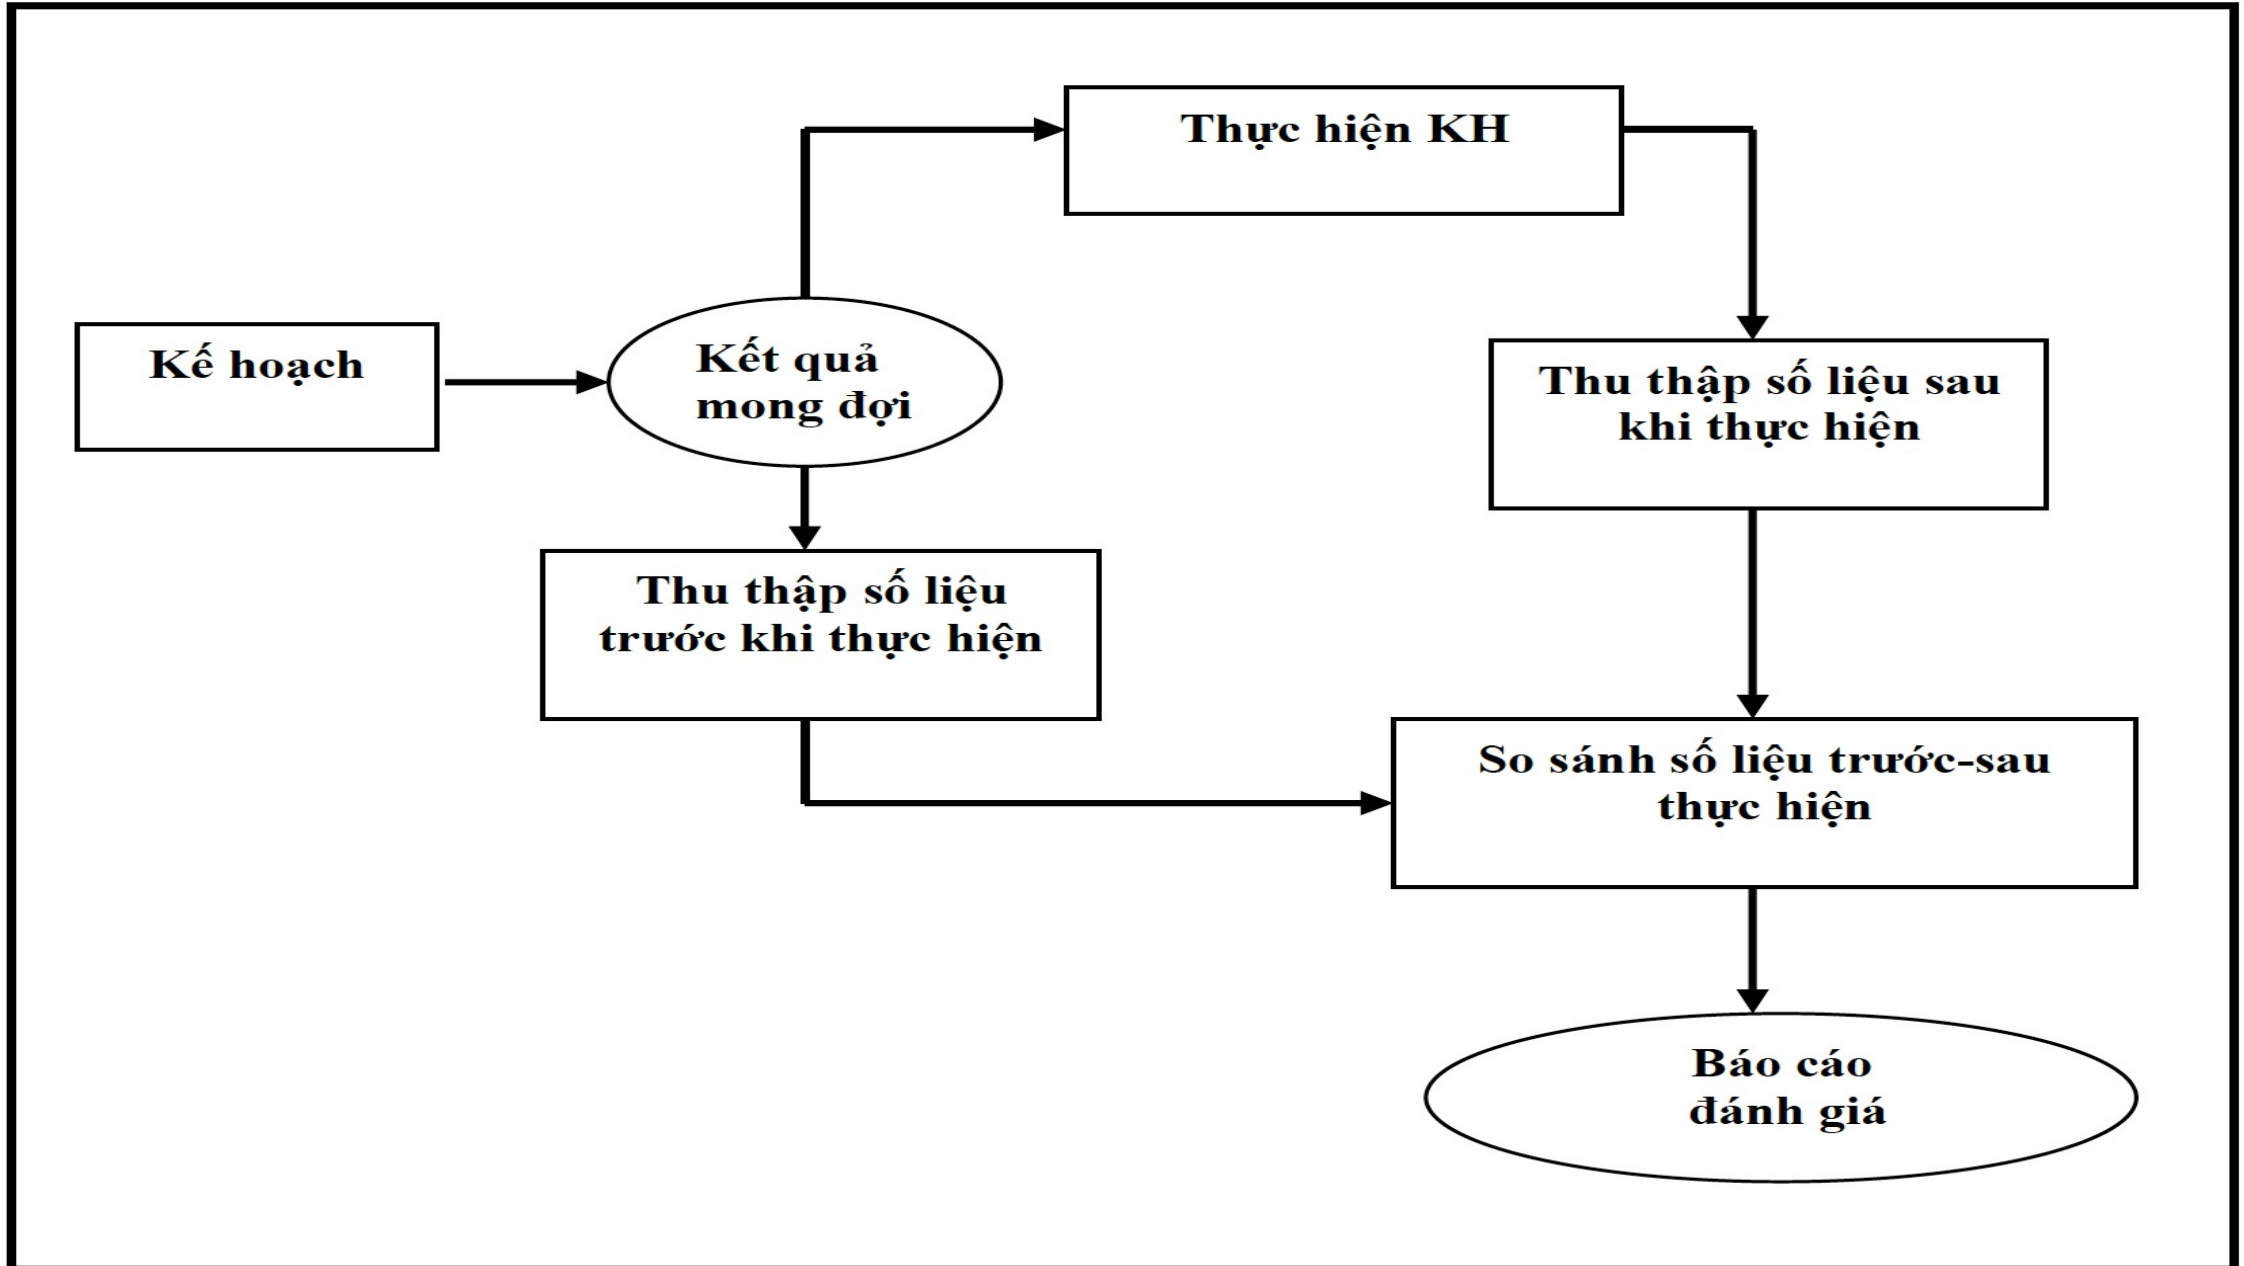 Thực hiện KH
Kế hoạch
Kết quả
mong đợi
Thu thập số liệu sau
khi thực hiện
Thu thập số liệu
trước khi thực hiện
So sánh số liệu trước-sau
thực hiện
Báo cáo
đánh giá